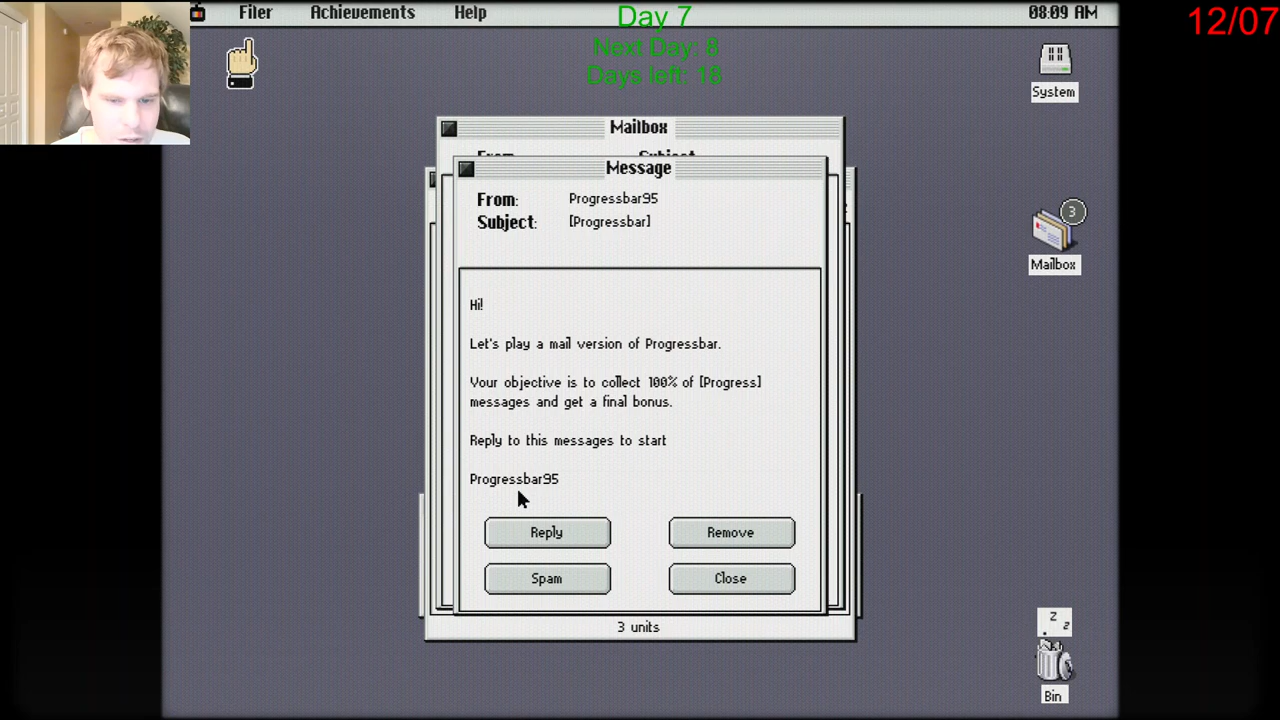 Filer Achievements Help Day 7 08:09 AM 12/07
Next Day: 8
Days left: 18
System
Mailbox
From Subject
Message
From: Progressbar95
Subject: [Progressbar]
3
Mailbox
Hi!
Let's play a mail version of Progressbar.
Your objective is to collect 100% of [Progress]
messages and get a final bonus.
Reply to this messages to start
Progressbar95
Reply Remove
Spam Close
3 units
z z
Bin